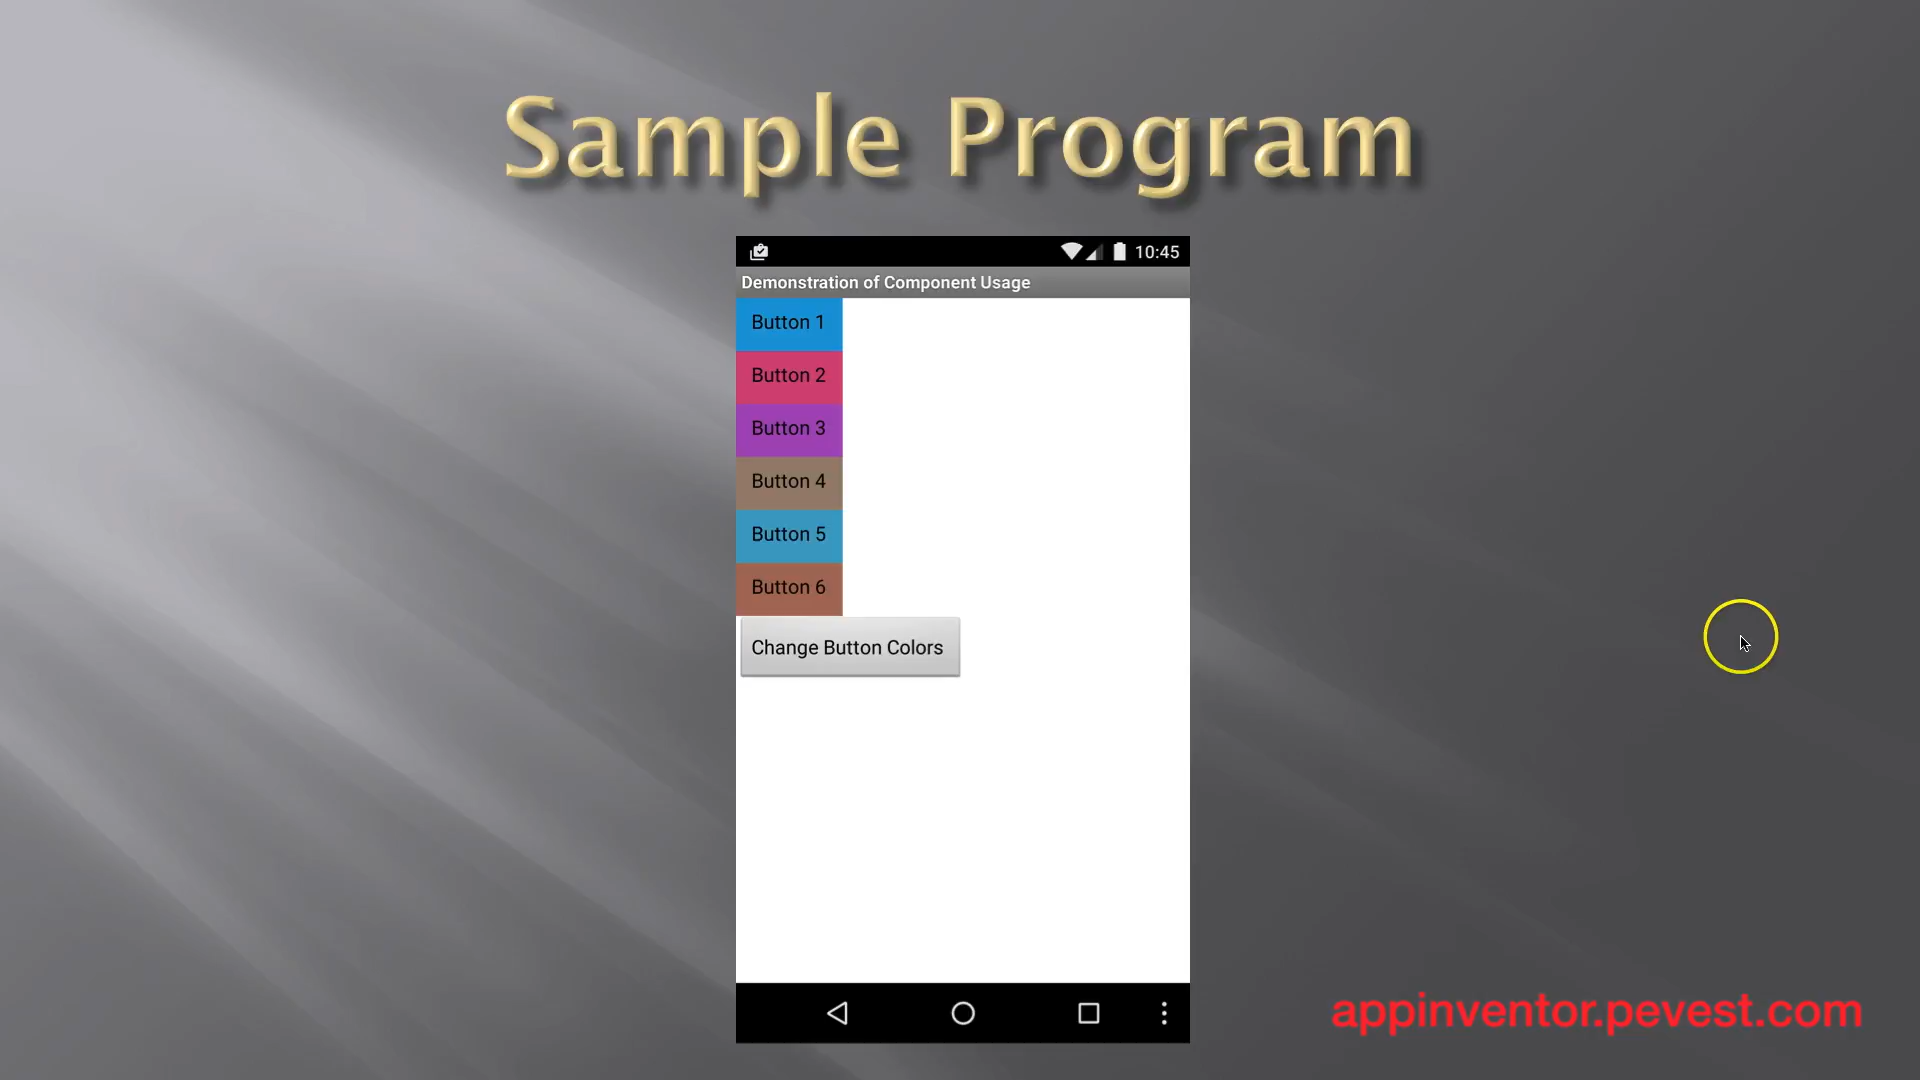 Sample Program
10:45
Demonstration of Component Usage
Button 1
Button 2
Button 3
Button 4
Button 5
Button 6
Change Button Colors
appinventor.pevest.com